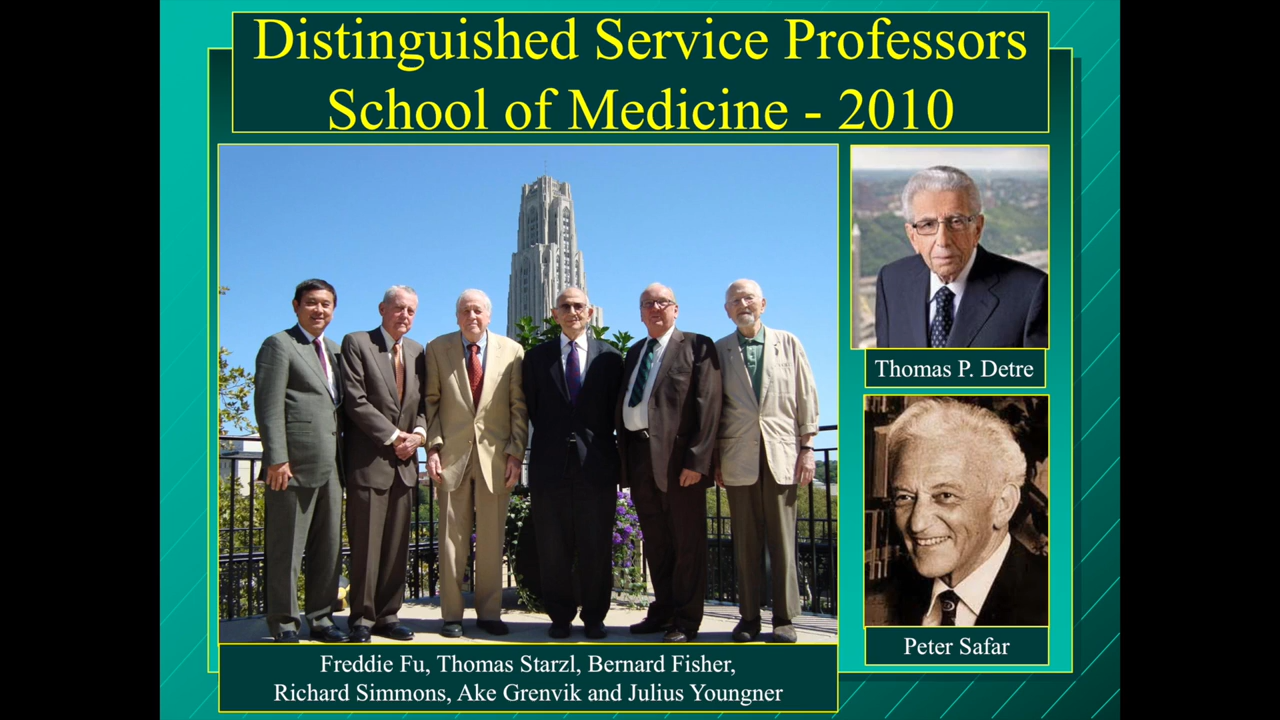 Distinguished Service Professors
School of Medicine - 2010
Thomas P. Detre
Peter Safar
Freddie Fu, Thomas Starzl, Bernard Fisher,
Richard Simmons, Ake Grenvik and Julius Youngner